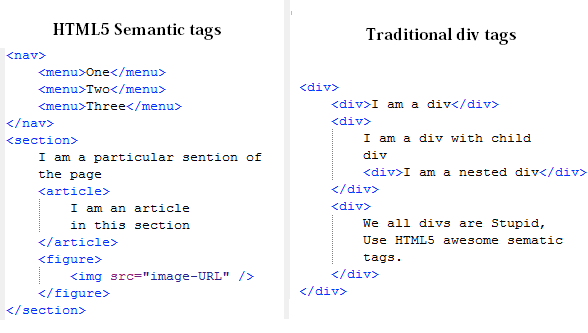 HTML5 Semantic tags
<nav>
<menu>One</menu>
<menu>Two</menu>
<menu>Three</menu>
</nav>
<section>
I am a particular sention of
the page
<article>
I am an article
in this section
</article>
<figure>
<img src="image-URL" />
</figure>
</section>
Traditional div tags
<div>
<div>I am a div</div>
<div>
I am a div with child
div
<div>I am a nested div</div>
</div>
<div>
We all divs are Stupid,
Use HTML5 awesome sematic
tags.
</div>
</div>